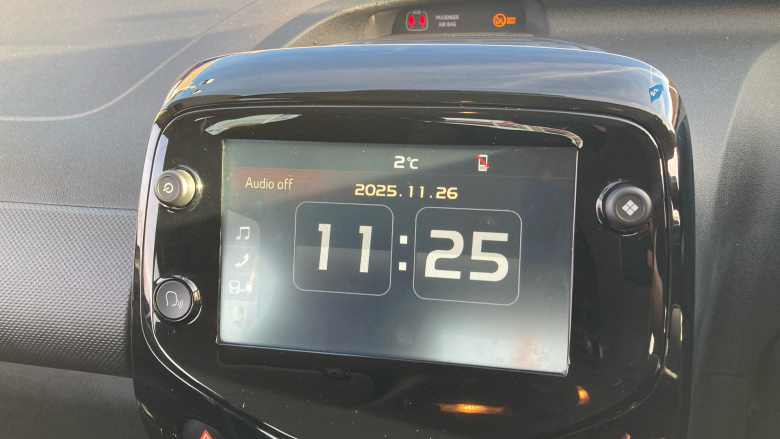 PASSENGER
AIR BAG
2°C
Audio off
2025.11.26
11:25